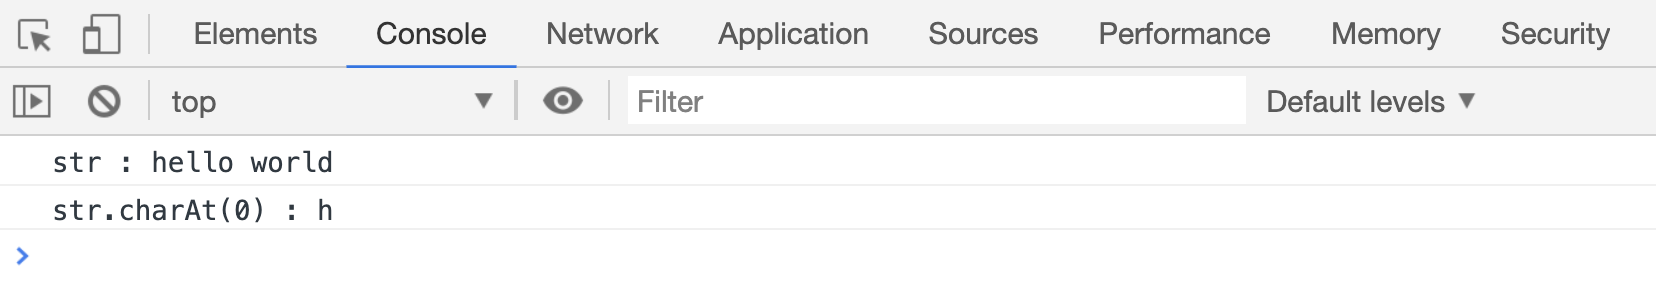 Elements Console Network Application Sources Performance Memory Security
top Filter Default levels
str : hello world
str.charAt(0) : h